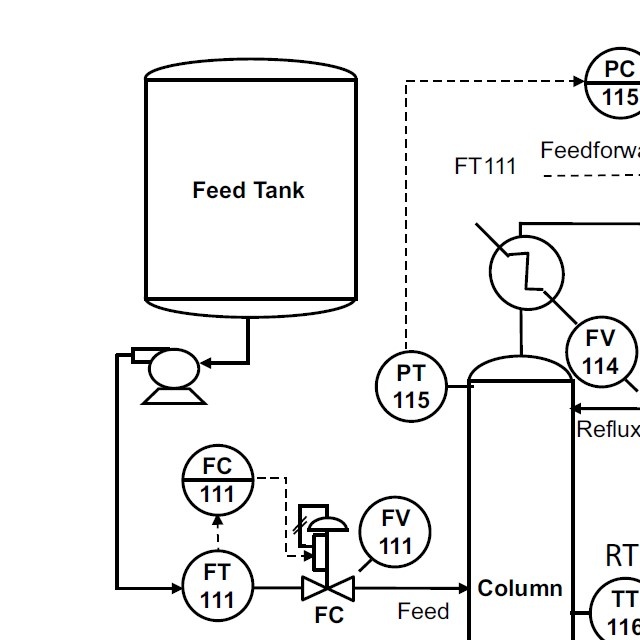 PC
115
Feedforwa
FT111
Feed Tank
FV
114
PT
115
Reflux
FC
111
FV
111
FT
111
FC
Feed
Column
RT
TT
116